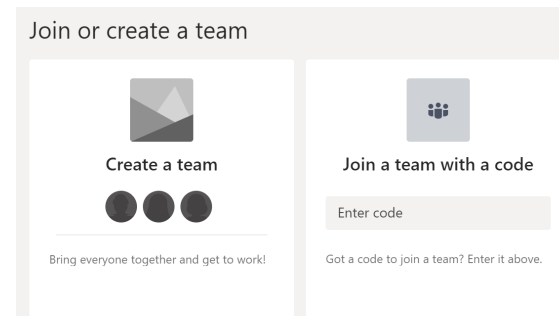 Join or create a team
Create a team
Bring everyone together and get to work!
Join a team with a code
Enter code
Got a code to join a team? Enter it above.